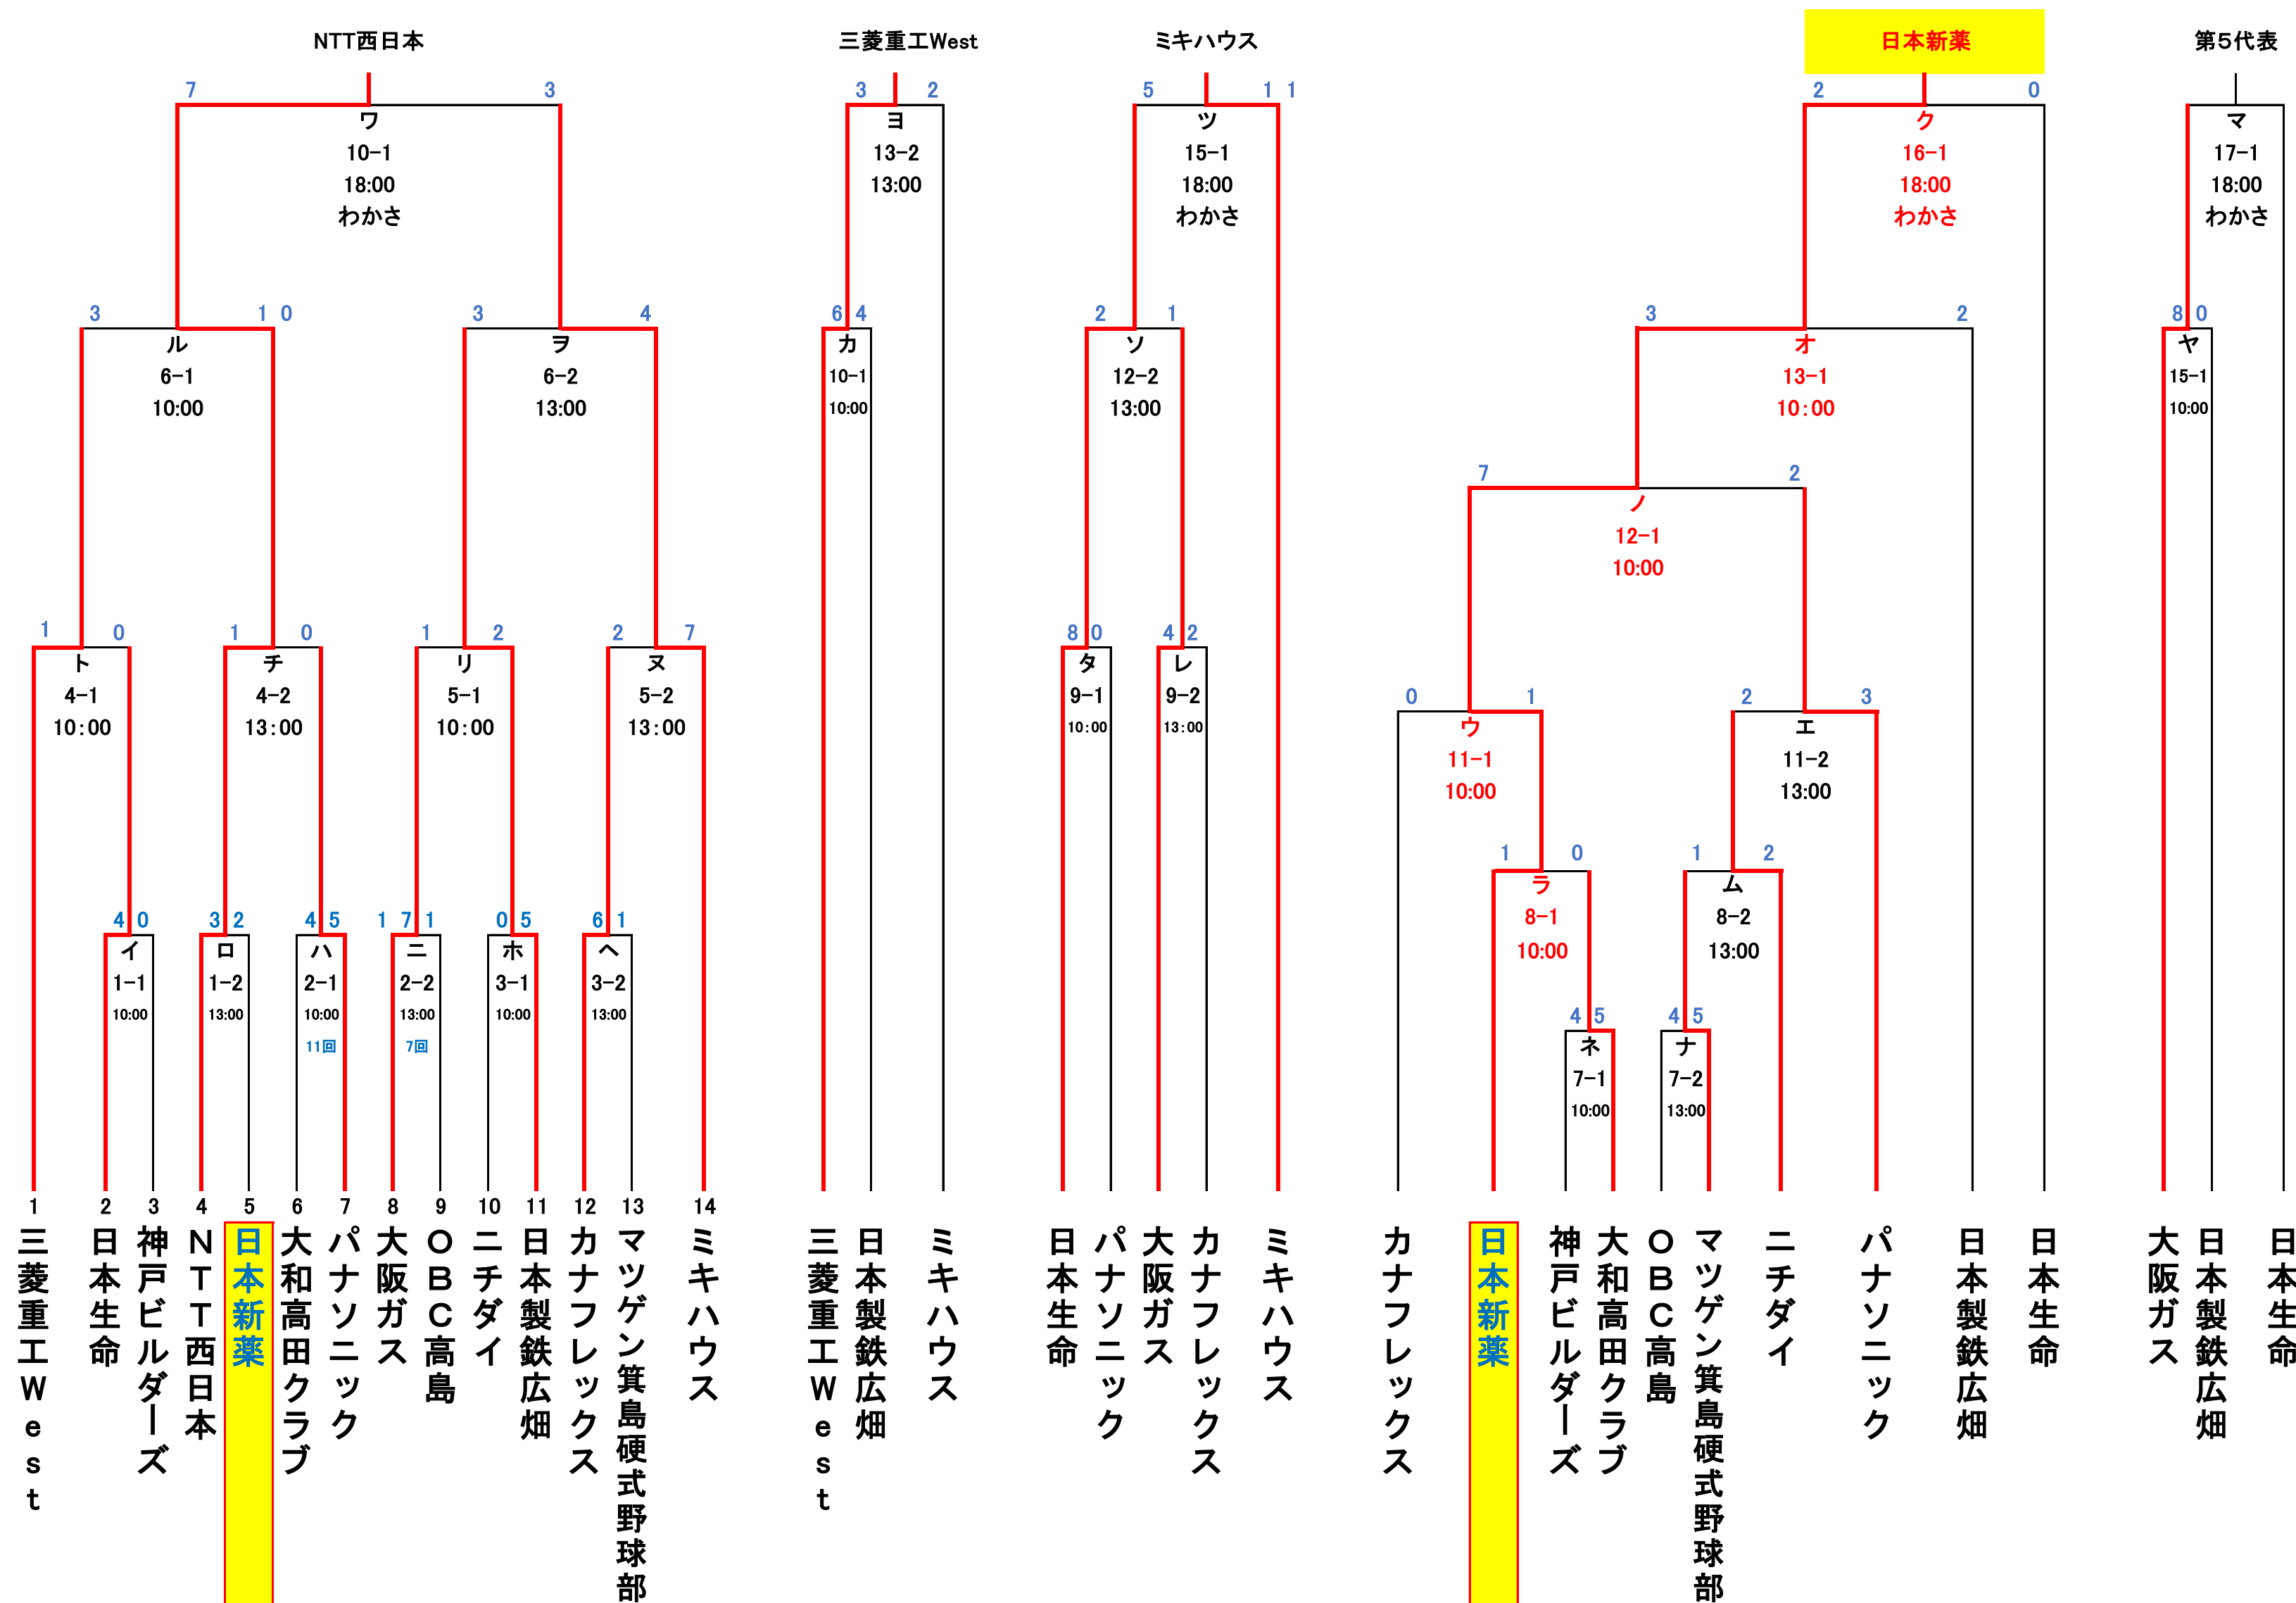 NTT西日本 三菱重工West ミキハウス 日本新薬 第5代表
7 3 3 2 5 1 1 2 0
ワ ヨ ツ ク マ
10-1 13-2 15-1 16-1 17-1
18:00 13:00 18:00 18:00 18:00
わかさ わかさ わかさ わかさ
3 1 0 3 4 6 4 2 1 3 2 8 0
ル ヲ カ ソ オ ヤ
6-1 6-2 10-1 12-2 13-1 15-1
10:00 13:00 10:00 13:00 10:00 10:00
7 2
ノ
12-1
10:00
1 0 1 0 1 2 2 7 8 0 4 2
ト チ リ ヌ タ レ
4-1 4-2 5-1 5-2 9-1 9-2
10:00 13:00 10:00 13:00 10:00 13:00
0 1 2 3
ウ エ
11-1 11-2
10:00 13:00
1 0 1 2
ラ ム
8-1 8-2
10:00 13:00
4 0 3 2 4 5 1 7 1 0 5 6 1
イ ロ ハ ニ ホ ヘ
1-1 1-2 2-1 2-2 3-1 3-2
10:00 13:00 10:00 13:00 10:00 13:00
11回 7回
4 5 4 5
ネ ナ
7-1 7-2
10:00 13:00
1 2 3 4 5 6 7 8 9 10 11 12 13 14
三菱重工West
日本生命
神戸ビルダーズ
NTT西日本
日本新薬
大和高田クラブ
パナソニック
大阪ガス
OBC高島
ニチダイ
日本製鉄広畑
カナフレックス
マツゲン箕島硬式野球部
ミキハウス
三菱重工West
日本製鉄広畑
ミキハウス
日本生命
パナソニック
大阪ガス
カナフレックス
ミキハウス
カナフレックス
日本新薬
神戸ビルダーズ
大和高田クラブ
OBC高島
マツゲン箕島硬式野球部
ニチダイ
パナソニック
日本製鉄広畑
日本生命
大阪ガス
日本製鉄広畑
日本生命